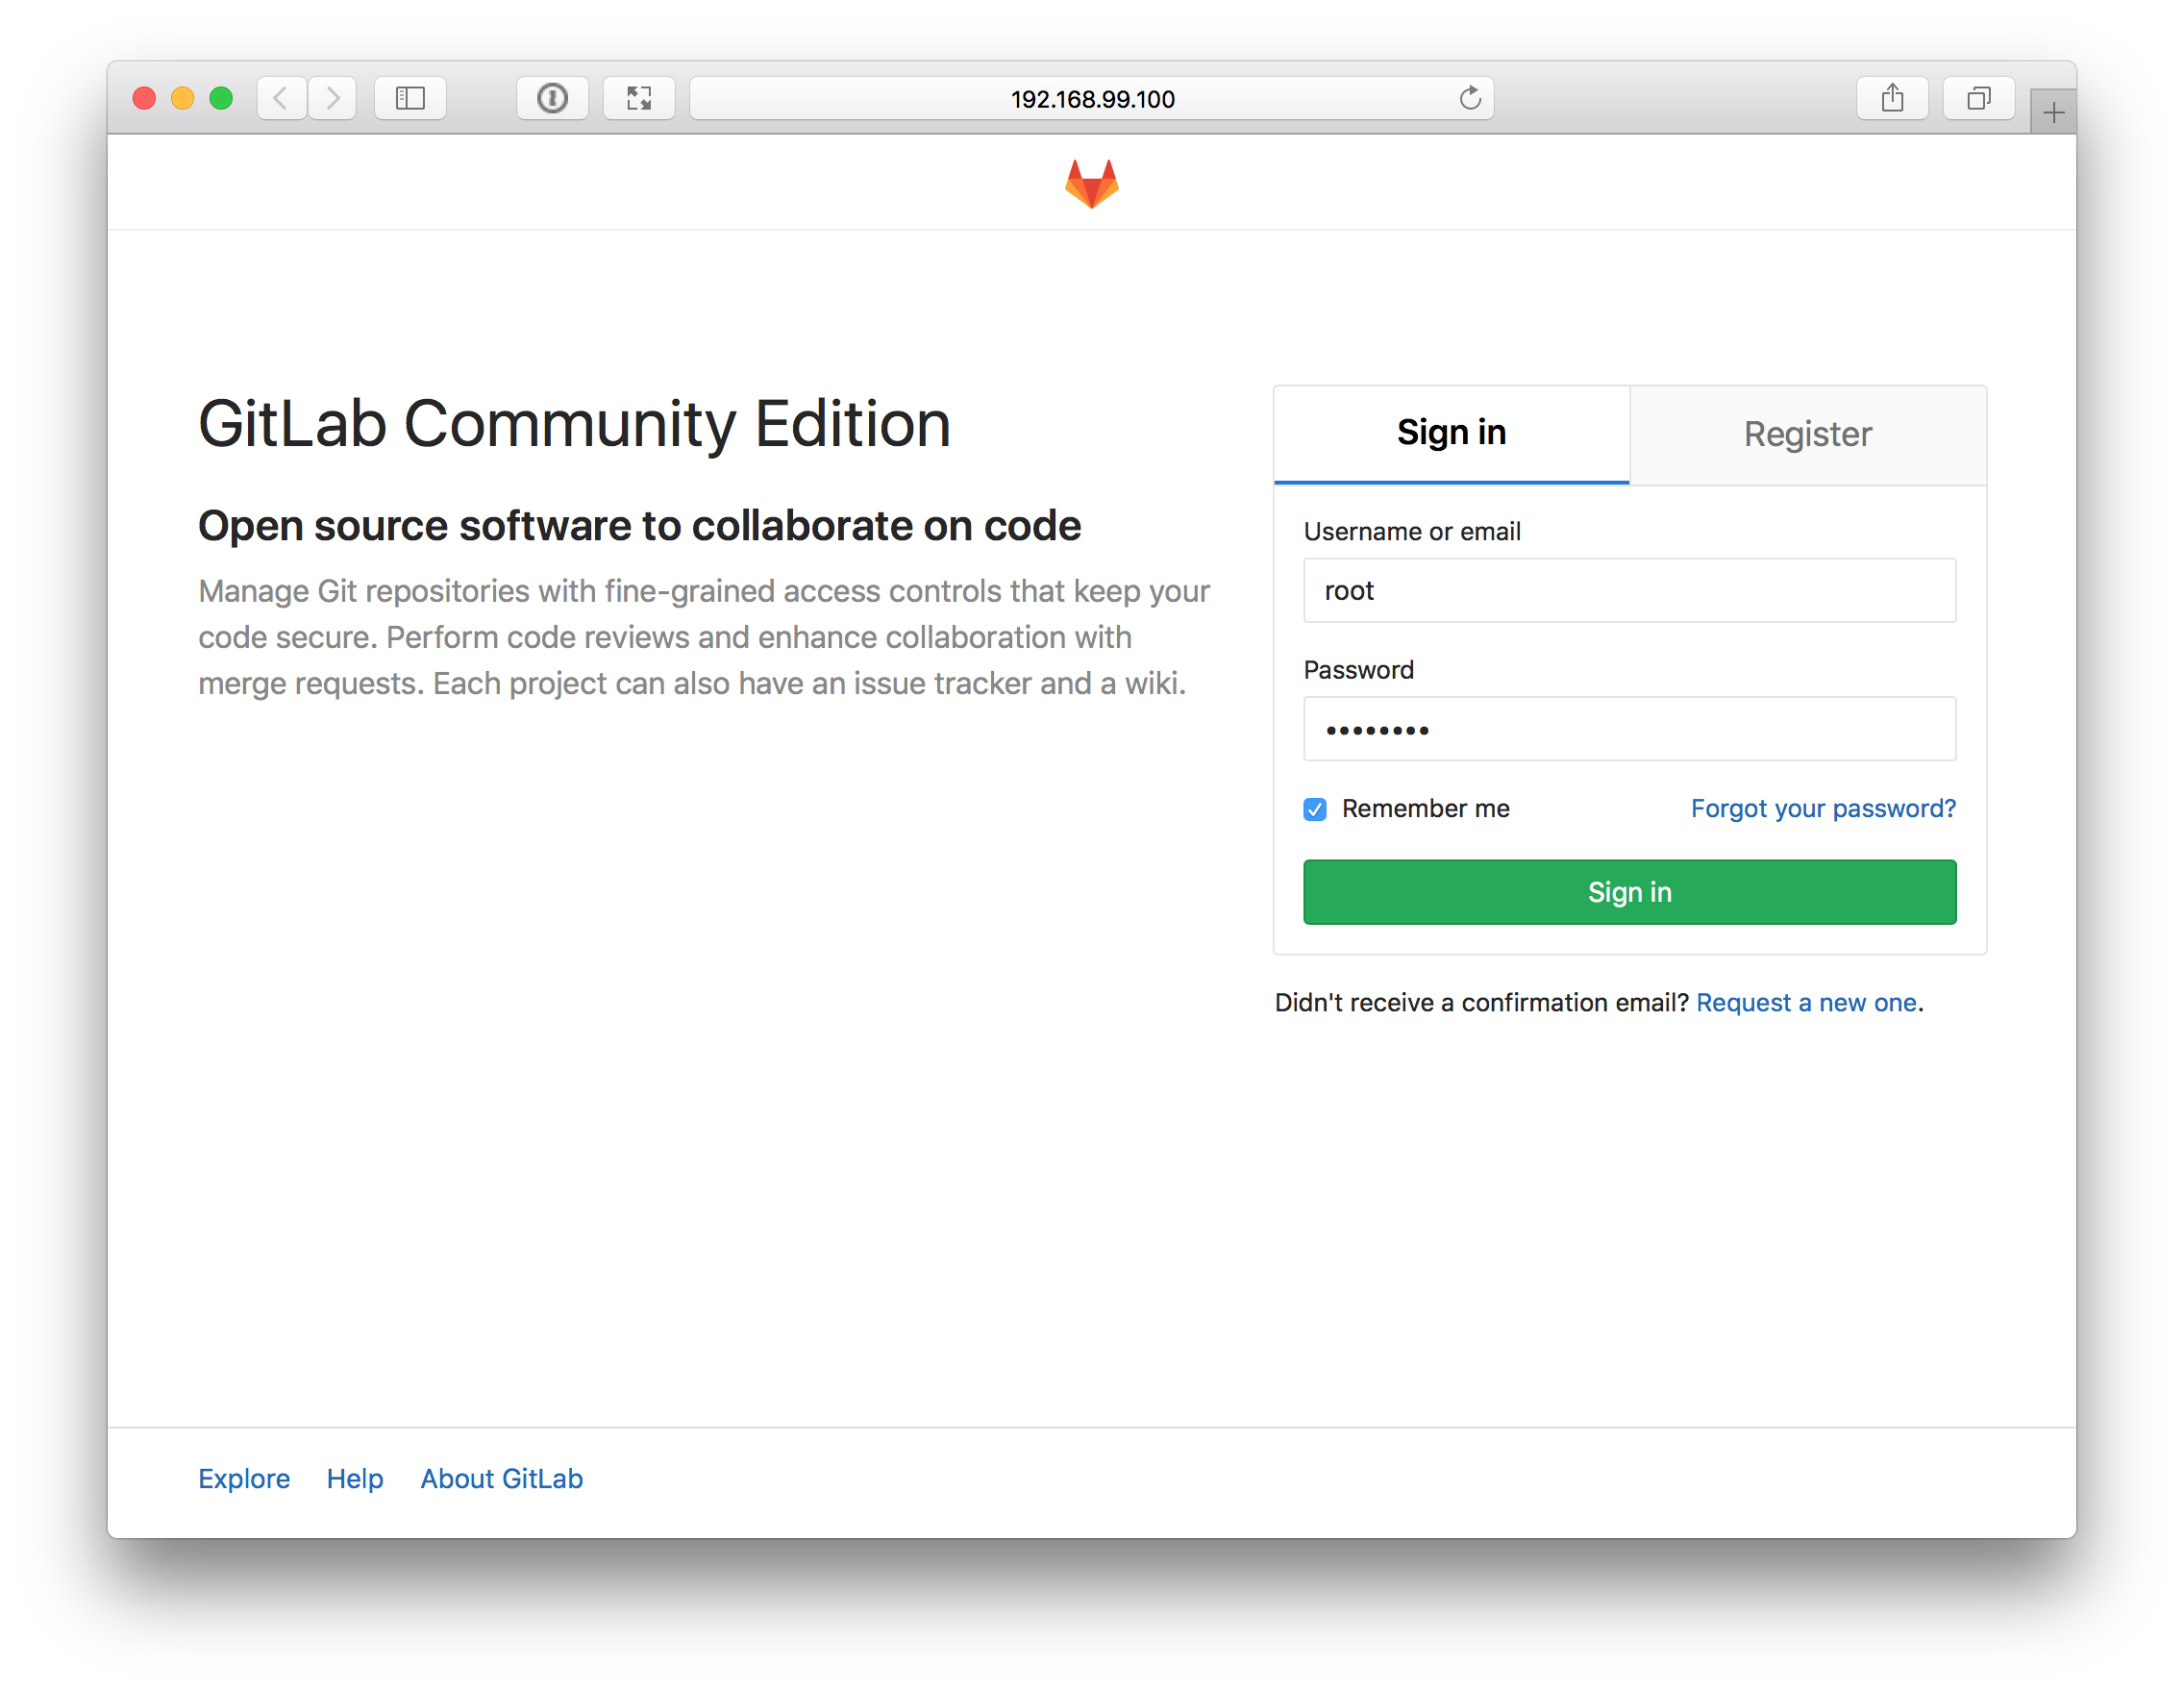 192.168.99.100
GitLab Community Edition
Open source software to collaborate on code
Manage Git repositories with fine-grained access controls that keep your
code secure. Perform code reviews and enhance collaboration with
merge requests. Each project can also have an issue tracker and a wiki.
Sign in
Register
Username or email
root
Password
••••••••
Remember me
Forgot your password?
Sign in
Didn't receive a confirmation email? Request a new one.
Explore
Help
About GitLab